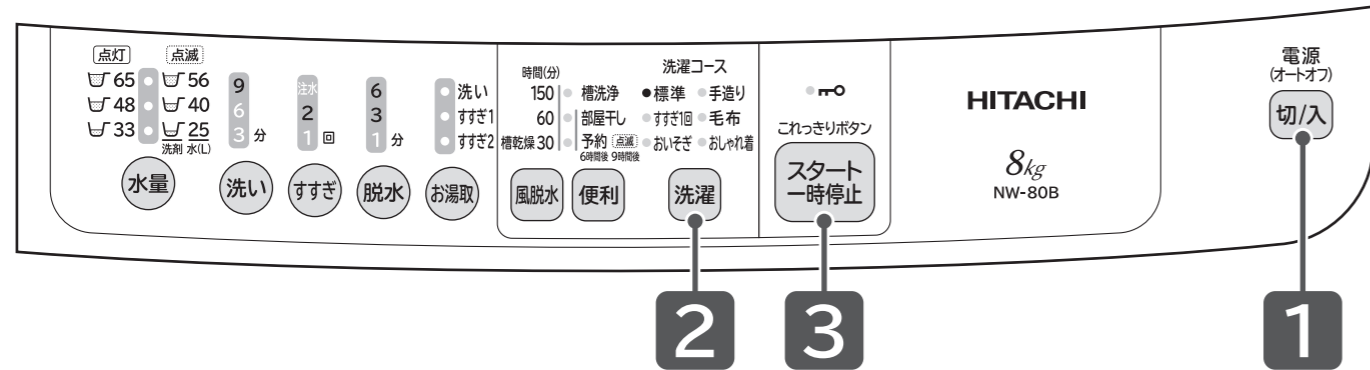 点灯 点滅
65 56
48 40
33 25
洗剤 水(L)
水量
9
6
3 分
洗い
注水
2
1 回
すすぎ
6
3
1 分
脱水
洗い
すすぎ1
すすぎ2
お湯取
時間(分)
150
60
槽乾燥 30
風脱水
槽洗浄
部屋干し
予約 点滅
6時間後 9時間後
便利
洗濯コース
標準 手造り
すすぎ1回 毛布
おいそぎ おしゃれ着
洗濯
これっきりボタン
スタート
一時停止
HITACHI
8kg
NW-80B
電源
(オートオフ)
切/入
2
3
1